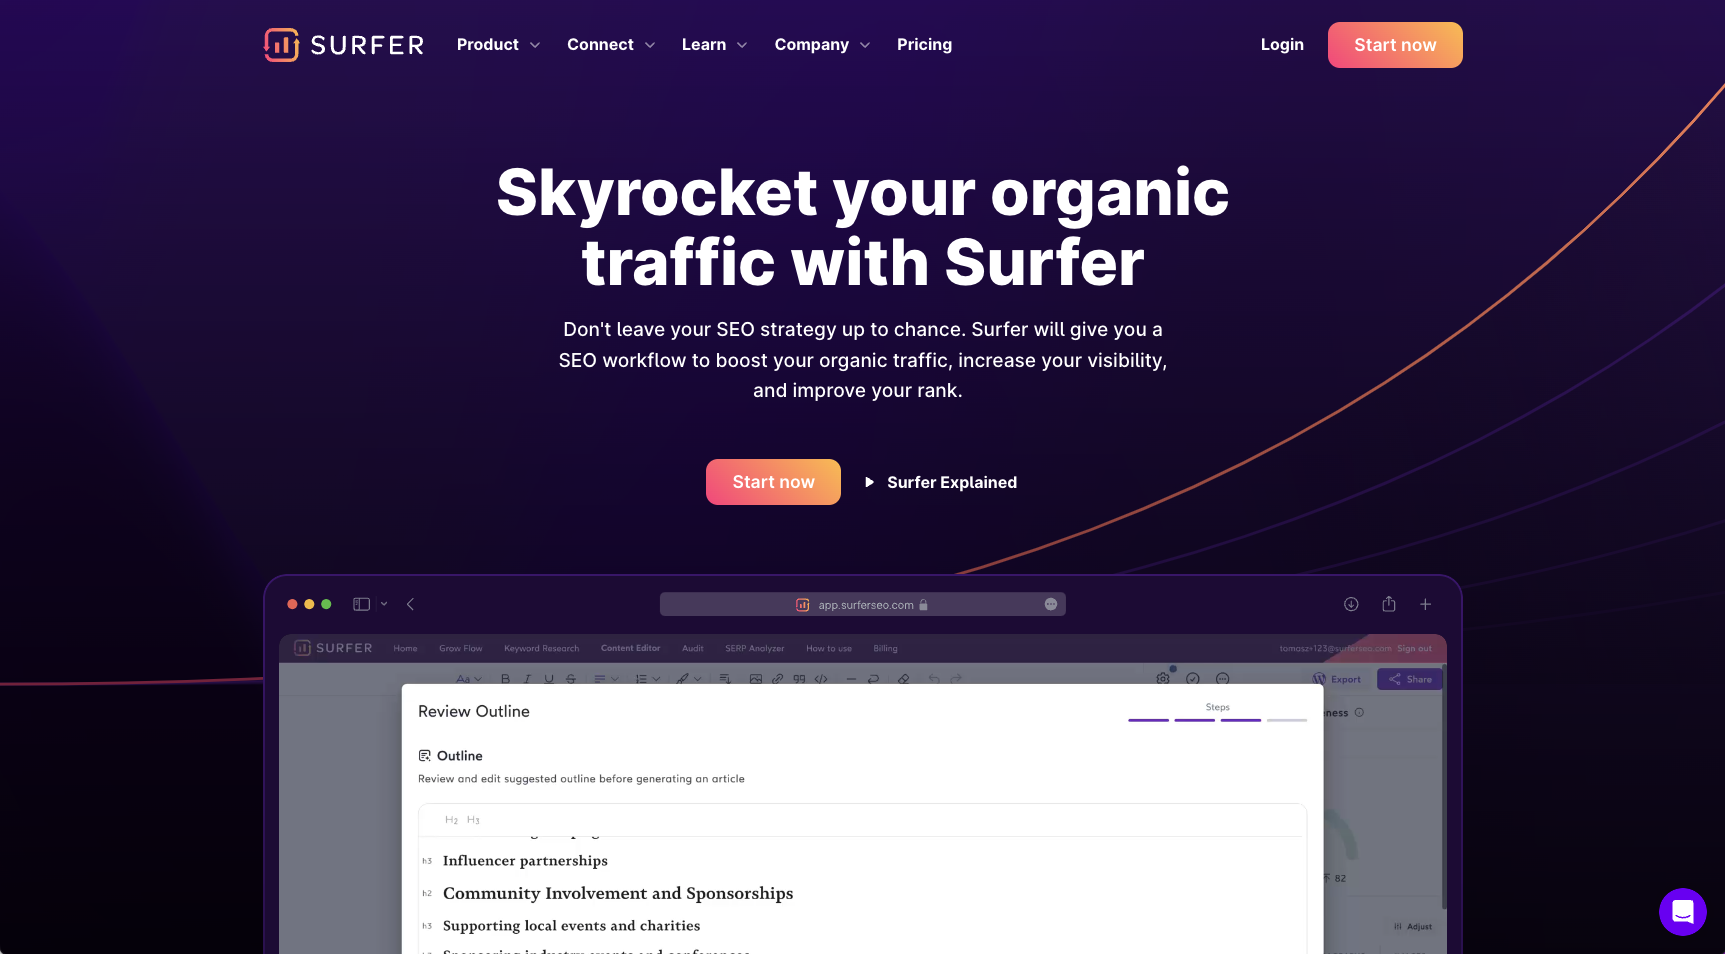 SURFER Product Connect Learn Company Pricing Login Start now
Skyrocket your organic
traffic with Surfer
Don't leave your SEO strategy up to chance. Surfer will give you a
SEO workflow to boost your organic traffic, increase your visibility,
and improve your rank.
Start now Surfer Explained
app.surferseo.com
SURFER Home Grow Flow Keyword Research Content Editor Audit SERP Analyzer How to use Billing tomasz+123@surferseo.com Sign out
Aa B I U S Export Share
Review Outline Steps
Outline
Review and edit suggested outline before generating an article
H2 H3
h3 Influencer partnerships
h2 Community Involvement and Sponsorships
82
h3 Supporting local events and charities Adjust